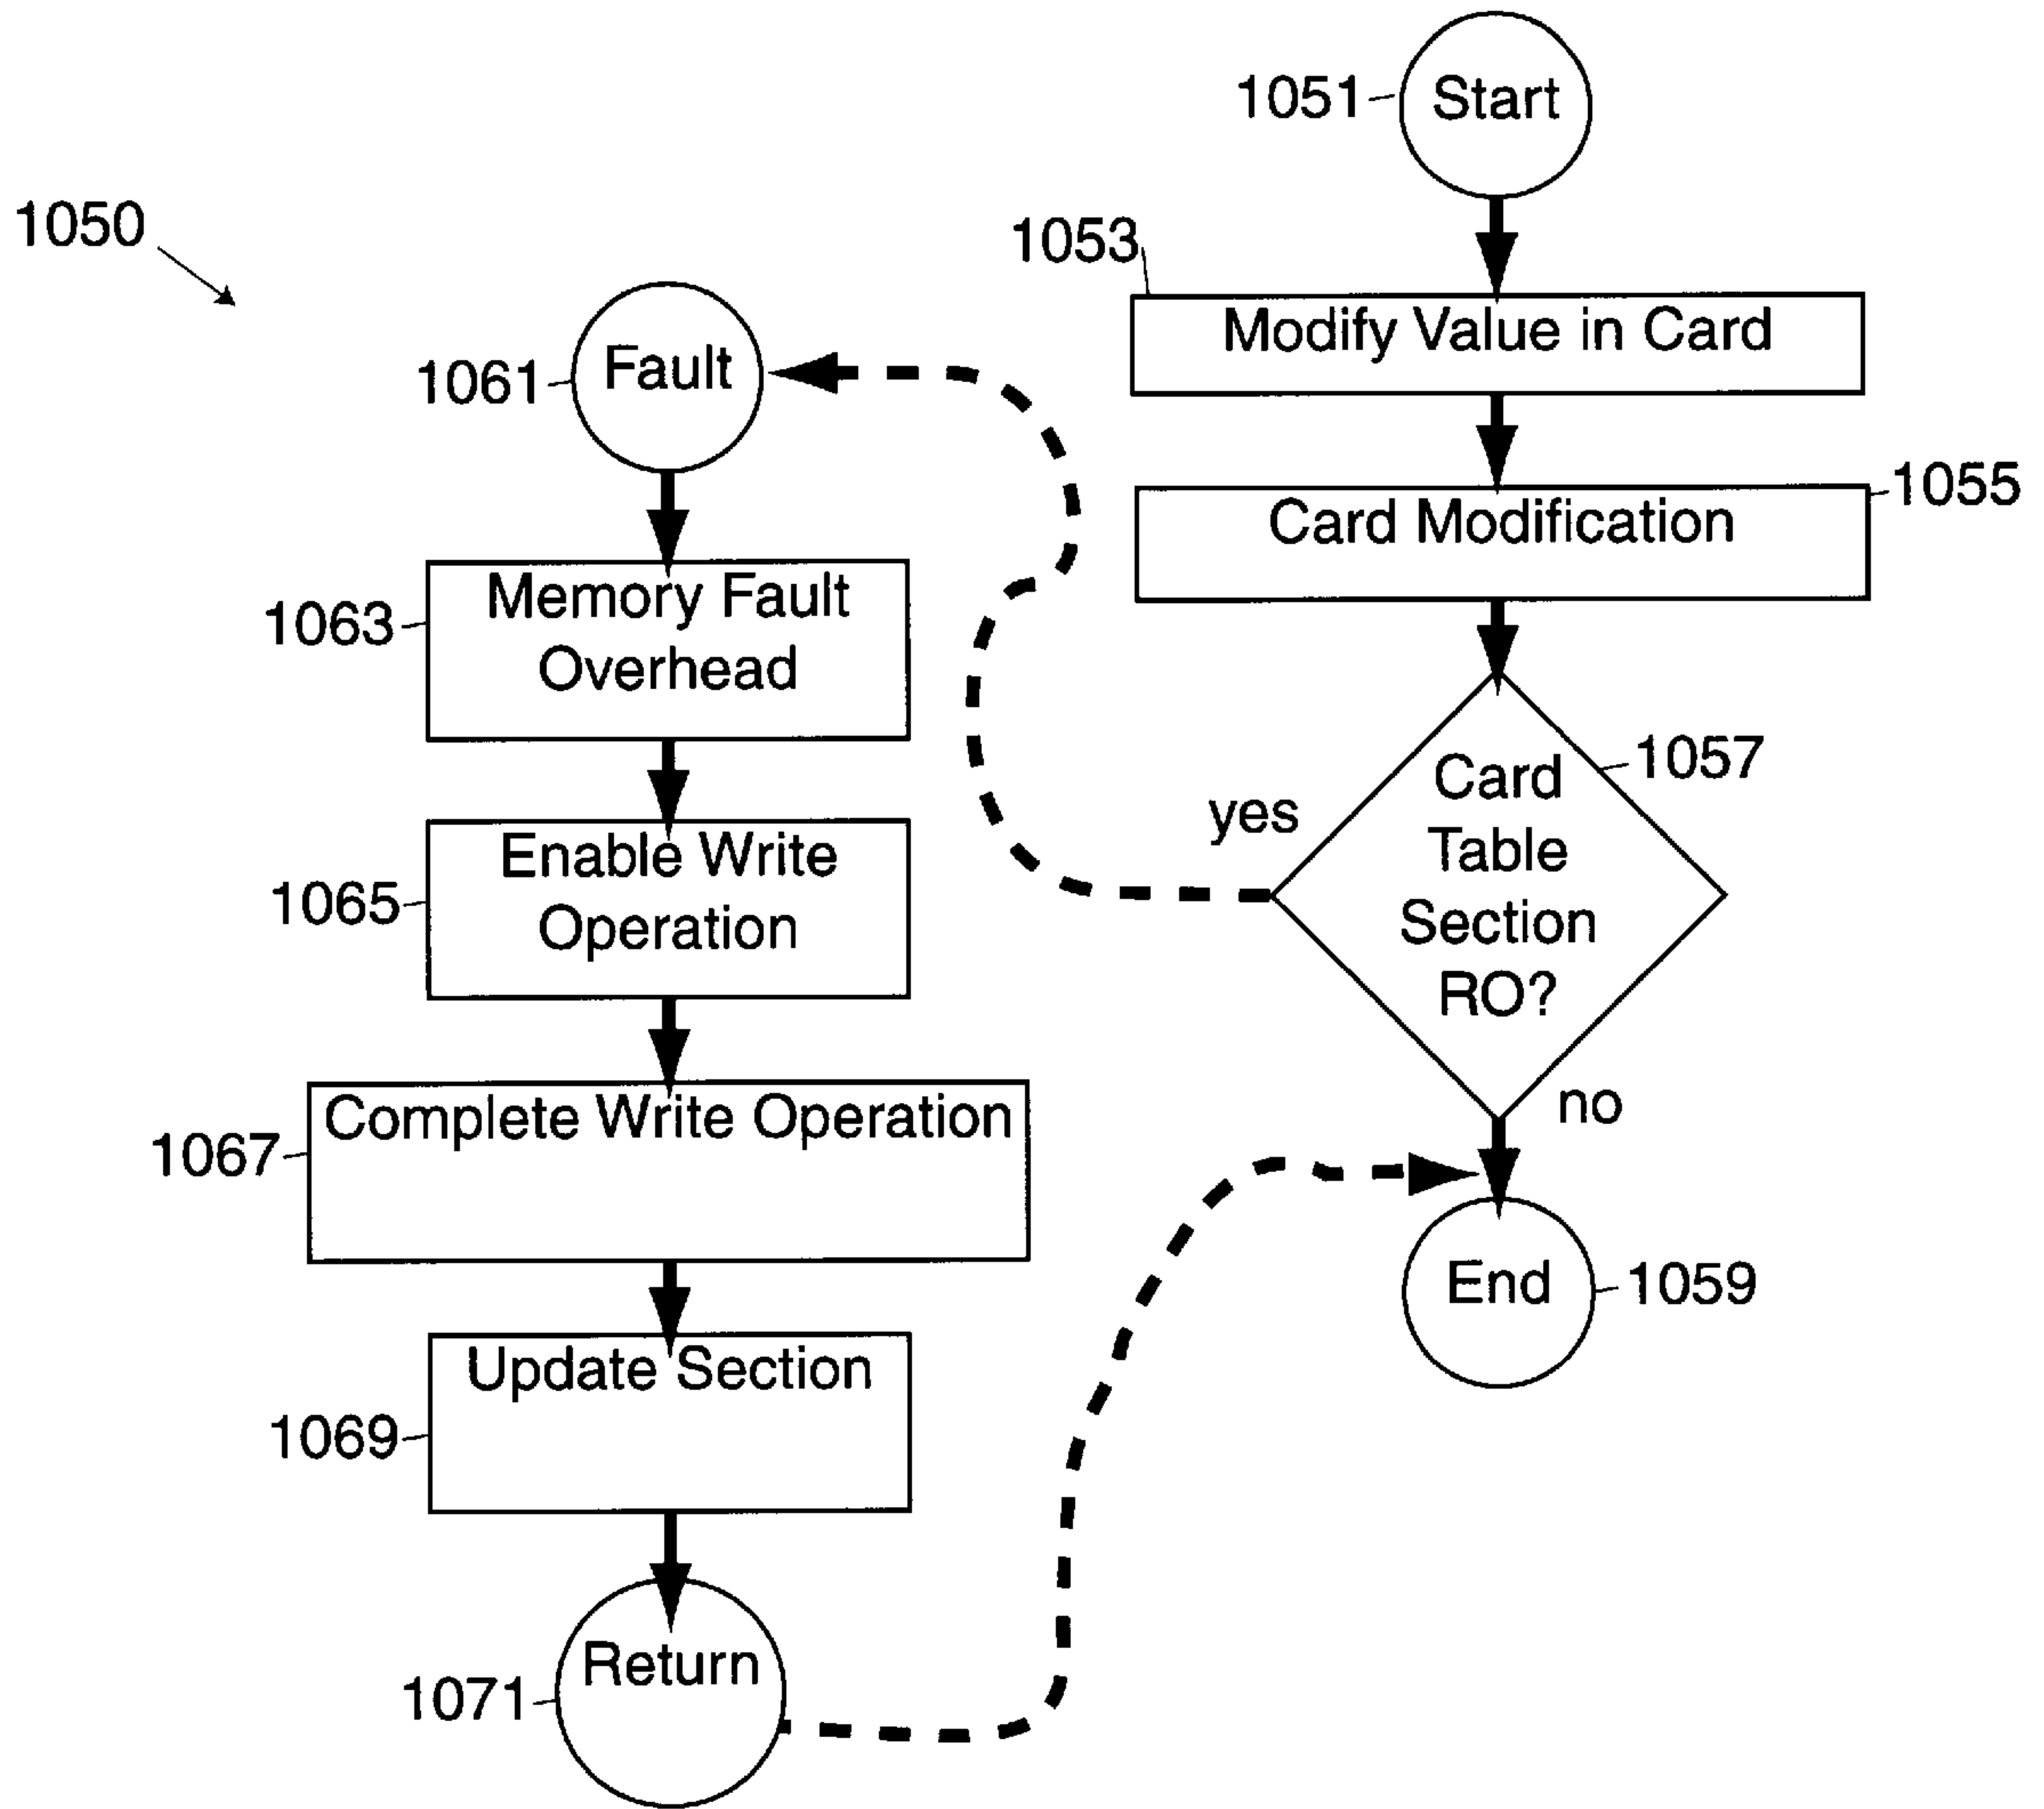 1050
1051
Start
1053
Modify Value in Card
Card Modification
1055
Card
Table
Section
RO?
1057
yes
no
End
1059
1061
Fault
1063
Memory Fault
Overhead
1065
Enable Write
Operation
1067
Complete Write Operation
1069
Update Section
1071
Return